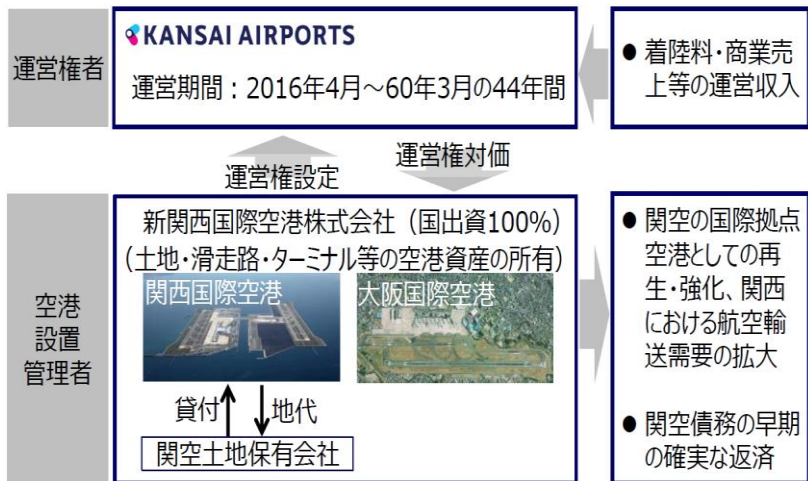 運営権者
KANSAI AIRPORTS
運営期間：2016年4月～60年3月の44年間
● 着陸料・商業売
上等の運営収入
運営権設定
運営権対価
空港
設置
管理者
新関西国際空港株式会社（国出資100%）
（土地・滑走路・ターミナル等の空港資産の所有）
関西国際空港
大阪国際空港
貸付
地代
関空土地保有会社
● 関空の国際拠点
空港としての再
生・強化、関西
における航空輸
送需要の拡大
● 関空債務の早期
の確実な返済